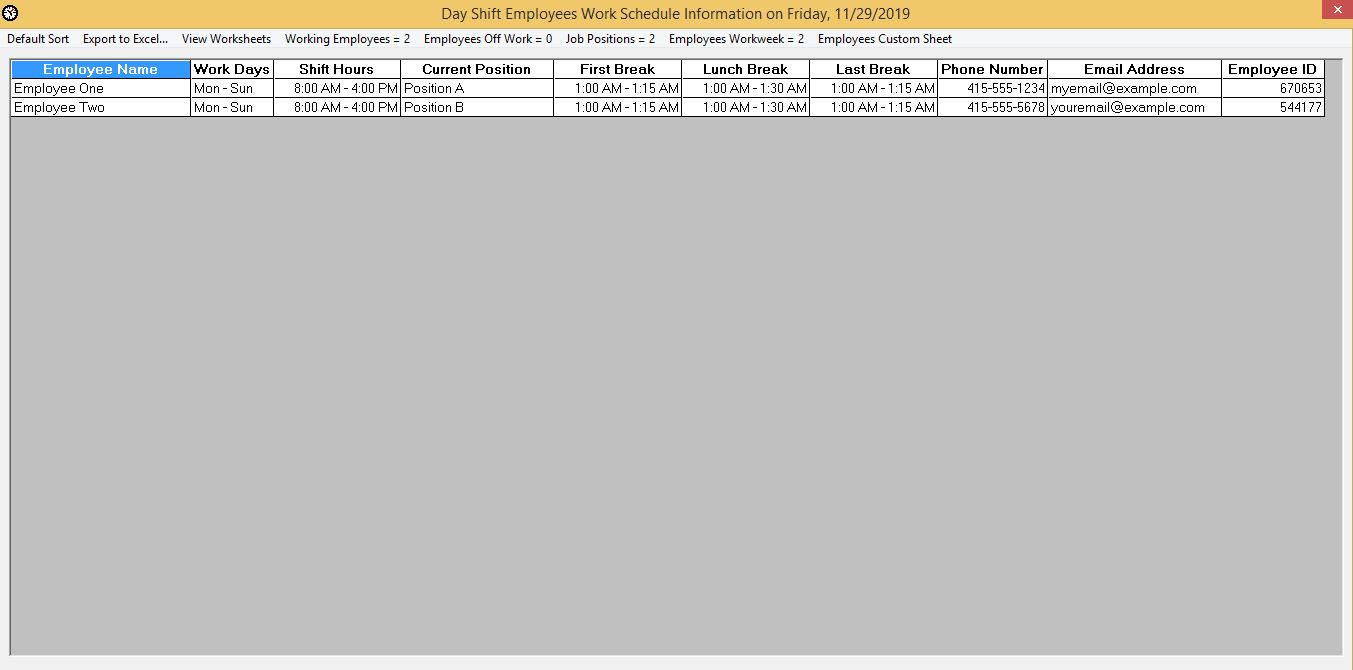 Day Shift Employees Work Schedule Information on Friday, 11/29/2019
Default Sort Export to Excel... View Worksheets Working Employees = 2 Employees Off Work = 0 Job Positions = 2 Employees Workweek = 2 Employees Custom Sheet
Employee Name Work Days Shift Hours Current Position First Break Lunch Break Last Break Phone Number Email Address Employee ID
Employee One Mon - Sun 8:00 AM - 4:00 PM Position A 1:00 AM - 1:15 AM 1:00 AM - 1:30 AM 1:00 AM - 1:15 AM 415-555-1234 myemail@example.com 670653
Employee Two Mon - Sun 8:00 AM - 4:00 PM Position B 1:00 AM - 1:15 AM 1:00 AM - 1:30 AM 1:00 AM - 1:15 AM 415-555-5678 youremail@example.com 544177